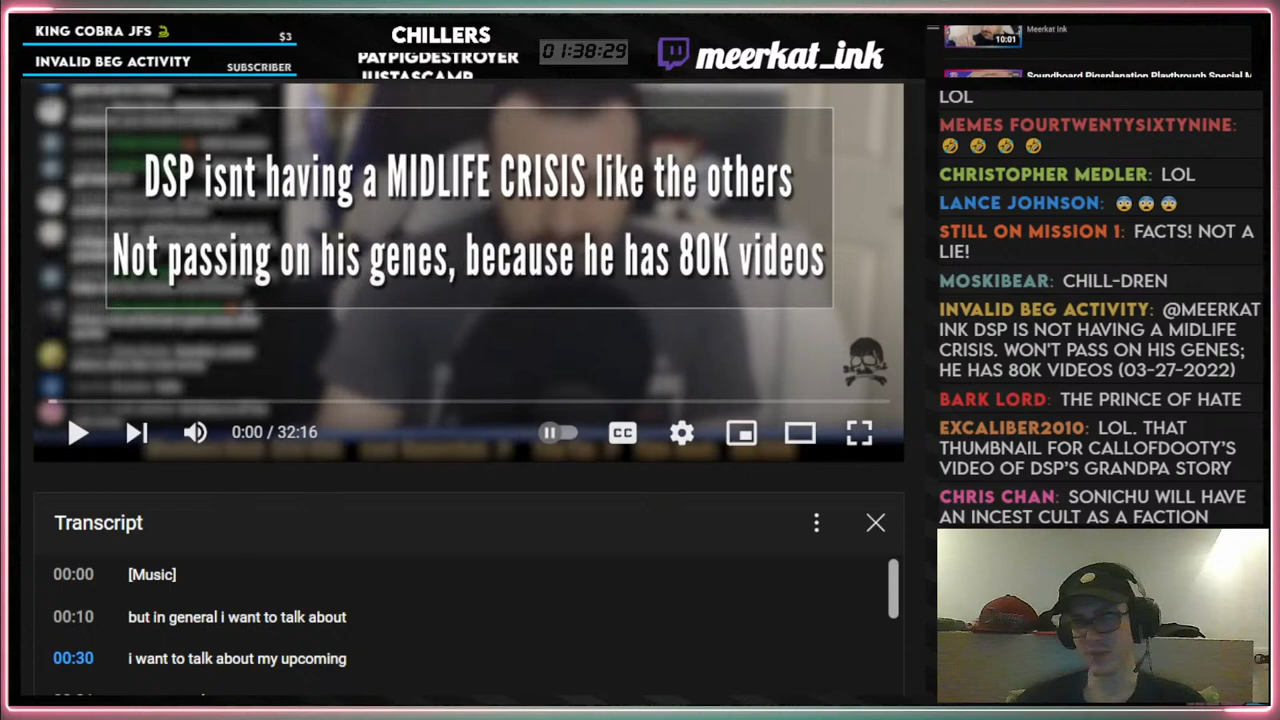 KING COBRA JFS
$3
INVALID BEG ACTIVITY
SUBSCRIBER
CHILLERS
PAYPIGDESTROYER
JUSTASCAMP
01:38:29
meerkat_ink
10:01
Meerkat Ink
Soundboard Pigsplanation Playthrough Special M
DSP isnt having a MIDLIFE CRISIS like the others
Not passing on his genes, because he has 80K videos
0:00 / 32:16
CC
Transcript
00:00 [Music]
00:10 but in general i want to talk about
00:30 i want to talk about my upcoming
LOL
MEMES FOURTWENTYSIXTYNINE:
🤣 🤣 🤣 🤣
CHRISTOPHER MEDLER: LOL
LANCE JOHNSON: 😨 😨 😨
STILL ON MISSION 1: FACTS! NOT A
LIE!
MOSKIBEAR: CHILL-DREN
INVALID BEG ACTIVITY: @MEERKAT
INK DSP IS NOT HAVING A MIDLIFE
CRISIS. WON'T PASS ON HIS GENES;
HE HAS 80K VIDEOS (03-27-2022)
BARK LORD: THE PRINCE OF HATE
EXCALIBER2010: LOL. THAT
THUMBNAIL FOR CALLOFDOOTY'S
VIDEO OF DSP'S GRANDPA STORY
CHRIS CHAN: SONICHU WILL HAVE
AN INCEST CULT AS A FACTION